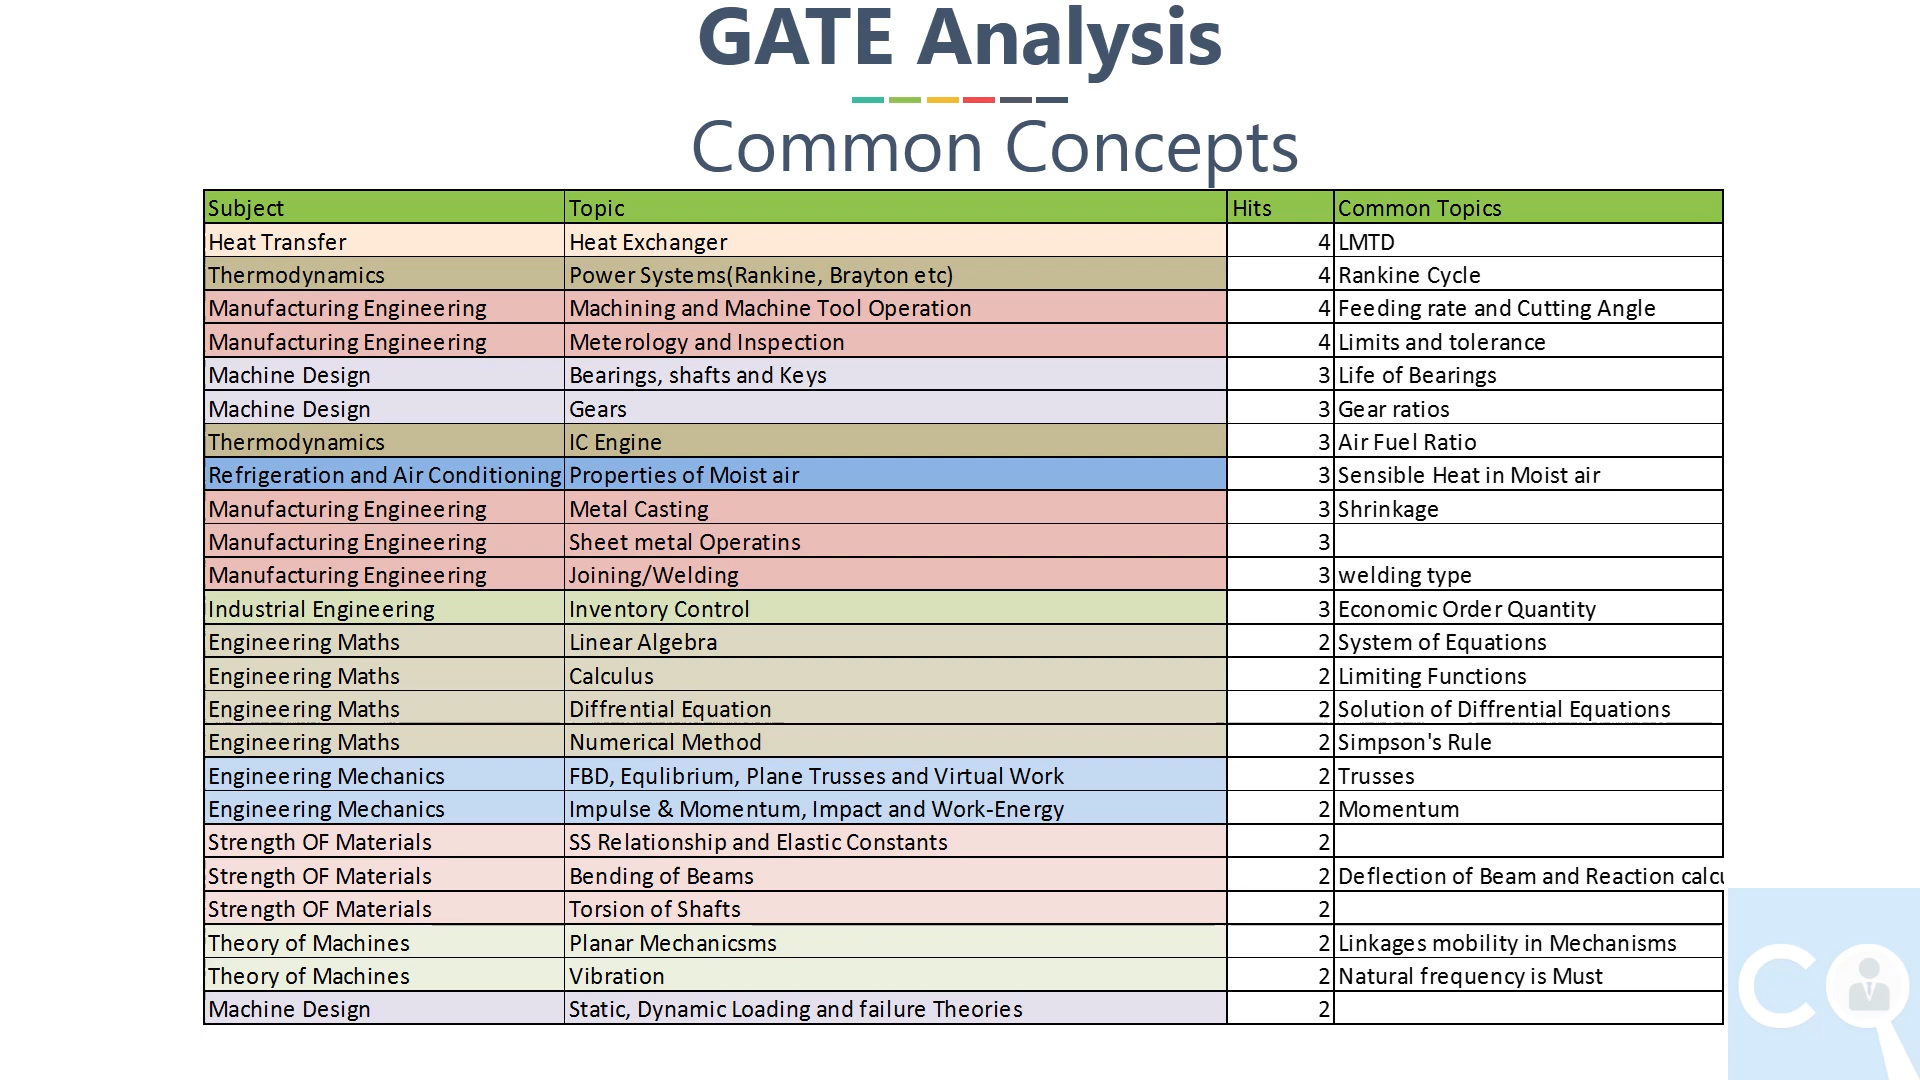 GATE Analysis
Common Concepts
Subject Topic Hits Common Topics
Heat Transfer Heat Exchanger 4 LMTD
Thermodynamics Power Systems(Rankine, Brayton etc) 4 Rankine Cycle
Manufacturing Engineering Machining and Machine Tool Operation 4 Feeding rate and Cutting Angle
Manufacturing Engineering Meterology and Inspection 4 Limits and tolerance
Machine Design Bearings, shafts and Keys 3 Life of Bearings
Machine Design Gears 3 Gear ratios
Thermodynamics IC Engine 3 Air Fuel Ratio
Refrigeration and Air Conditioning Properties of Moist air 3 Sensible Heat in Moist air
Manufacturing Engineering Metal Casting 3 Shrinkage
Manufacturing Engineering Sheet metal Operatins 3
Manufacturing Engineering Joining/Welding 3 welding type
Industrial Engineering Inventory Control 3 Economic Order Quantity
Engineering Maths Linear Algebra 2 System of Equations
Engineering Maths Calculus 2 Limiting Functions
Engineering Maths Diffrential Equation 2 Solution of Diffrential Equations
Engineering Maths Numerical Method 2 Simpson's Rule
Engineering Mechanics FBD, Equlibrium, Plane Trusses and Virtual Work 2 Trusses
Engineering Mechanics Impulse & Momentum, Impact and Work-Energy 2 Momentum
Strength OF Materials SS Relationship and Elastic Constants 2
Strength OF Materials Bending of Beams 2 Deflection of Beam and Reaction calcu
Strength OF Materials Torsion of Shafts 2
Theory of Machines Planar Mechanicsms 2 Linkages mobility in Mechanisms
Theory of Machines Vibration 2 Natural frequency is Must
Machine Design Static, Dynamic Loading and failure Theories 2